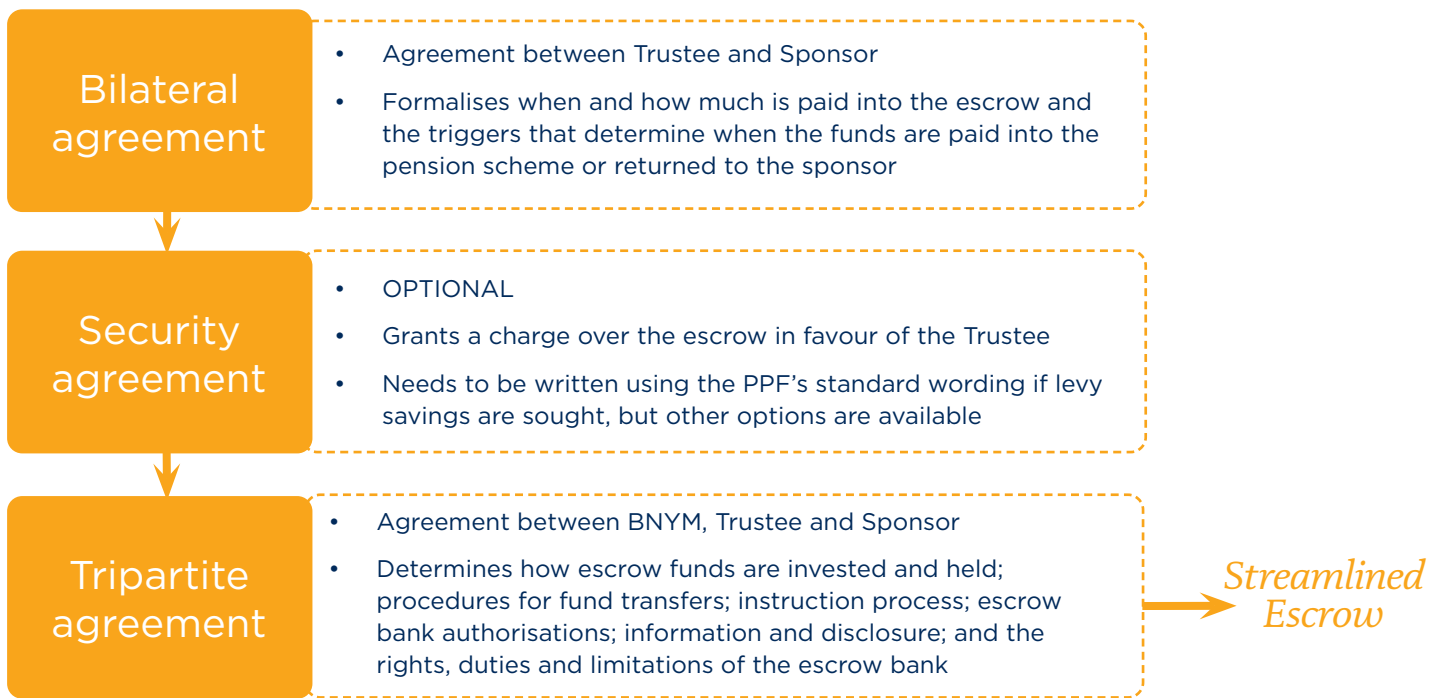 Bilateral
agreement
• Agreement between Trustee and Sponsor
• Formalises when and how much is paid into the escrow and
the triggers that determine when the funds are paid into the
pension scheme or returned to the sponsor
Security
agreement
• OPTIONAL
• Grants a charge over the escrow in favour of the Trustee
• Needs to be written using the PPF's standard wording if levy
savings are sought, but other options are available
Tripartite
agreement
• Agreement between BNYM, Trustee and Sponsor
• Determines how escrow funds are invested and held;
procedures for fund transfers; instruction process; escrow
bank authorisations; information and disclosure; and the
rights, duties and limitations of the escrow bank
Streamlined
Escrow